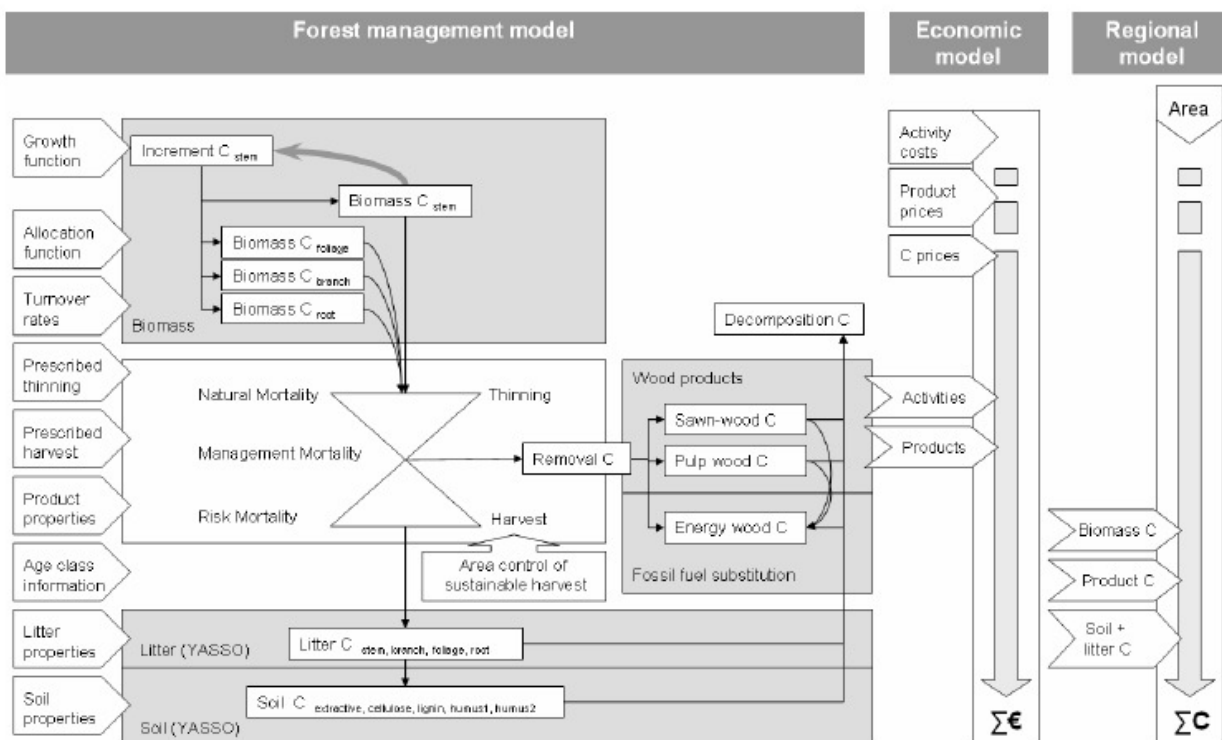 Forest management model
Economic
model
Regional
model
Growth
function
Allocation
function
Turnover
rates
Prescribed
thinning
Prescribed
harvest
Product
properties
Age class
information
Litter
properties
Soil
properties
Increment C stem
Biomass C stem
Biomass C foliage
Biomass C branch
Biomass C root
Biomass
Natural Mortality
Thinning
Management Mortality
Risk Mortality
Harvest
Area control of
sustainable harvest
Removal C
Decomposition C
Wood products
Sawn-wood C
Pulp wood C
Energy wood C
Fossil fuel substitution
Litter C stem, branch, foliage, root
Litter (YASSO)
Soil C extractive, cellulose, lignin, humus1, humus2
Soil (YASSO)
Activity
costs
Product
prices
C prices
Activities
Products
∑€
Area
Biomass C
Product C
Soil +
litter C
∑C